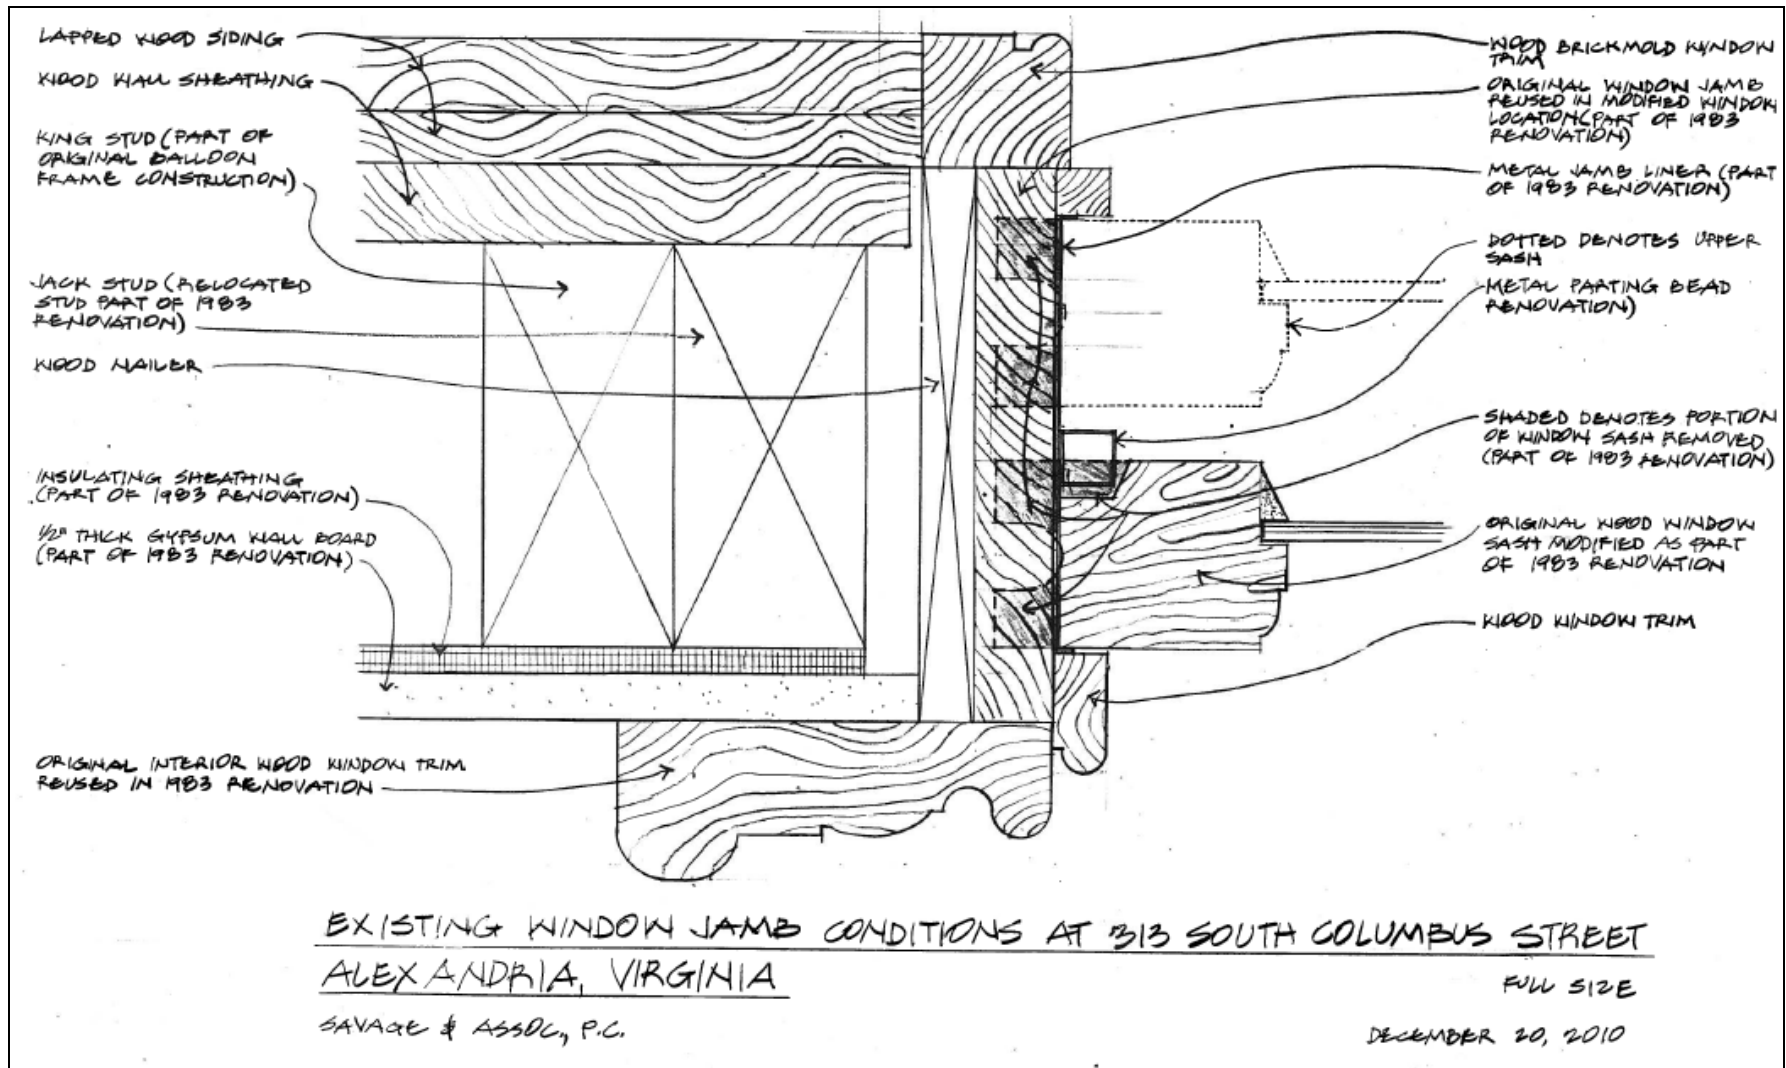 LAPPED WOOD SIDING
WOOD WALL SHEATHING
KING STUD (PART OF
ORIGINAL BALLOON
FRAME CONSTRUCTION)
JACK STUD (RELOCATED
STUD PART OF 1983
RENOVATION)
WOOD NAILER
INSULATING SHEATHING
(PART OF 1983 RENOVATION)
1/2" THICK GYPSUM WALL BOARD
(PART OF 1983 RENOVATION)
ORIGINAL INTERIOR WOOD WINDOW TRIM
REUSED IN 1983 RENOVATION
WOOD BRICKMOLD WINDOW
TRIM
ORIGINAL WINDOW JAMB
REUSED IN MODIFIED WINDOW
LOCATION (PART OF 1983
RENOVATION)
METAL JAMB LINER (PART
OF 1983 RENOVATION)
DOTTED DENOTES UPPER
SASH
METAL PARTING BEAD
RENOVATION)
SHADED DENOTES PORTION
OF WINDOW SASH REMOVED
(PART OF 1983 RENOVATION)
ORIGINAL WOOD WINDOW
SASH MODIFIED AS PART
OF 1983 RENOVATION
WOOD WINDOW TRIM
EXISTING WINDOW JAMB CONDITIONS AT 313 SOUTH COLUMBUS STREET
ALEXANDRIA, VIRGINIA
FULL SIZE
SAVAGE & ASSOC., P.C.
DECEMBER 20, 2010